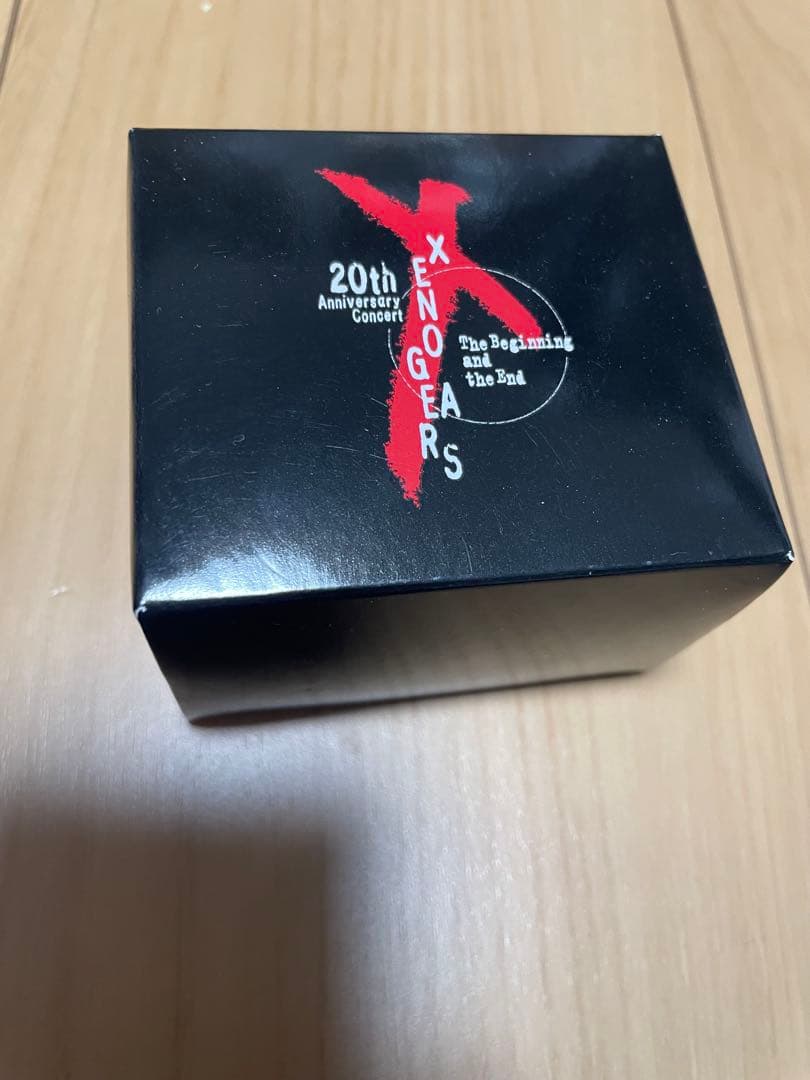 20th
Anniversary
Concert
XENOGEARS
The Beginning
and
the End